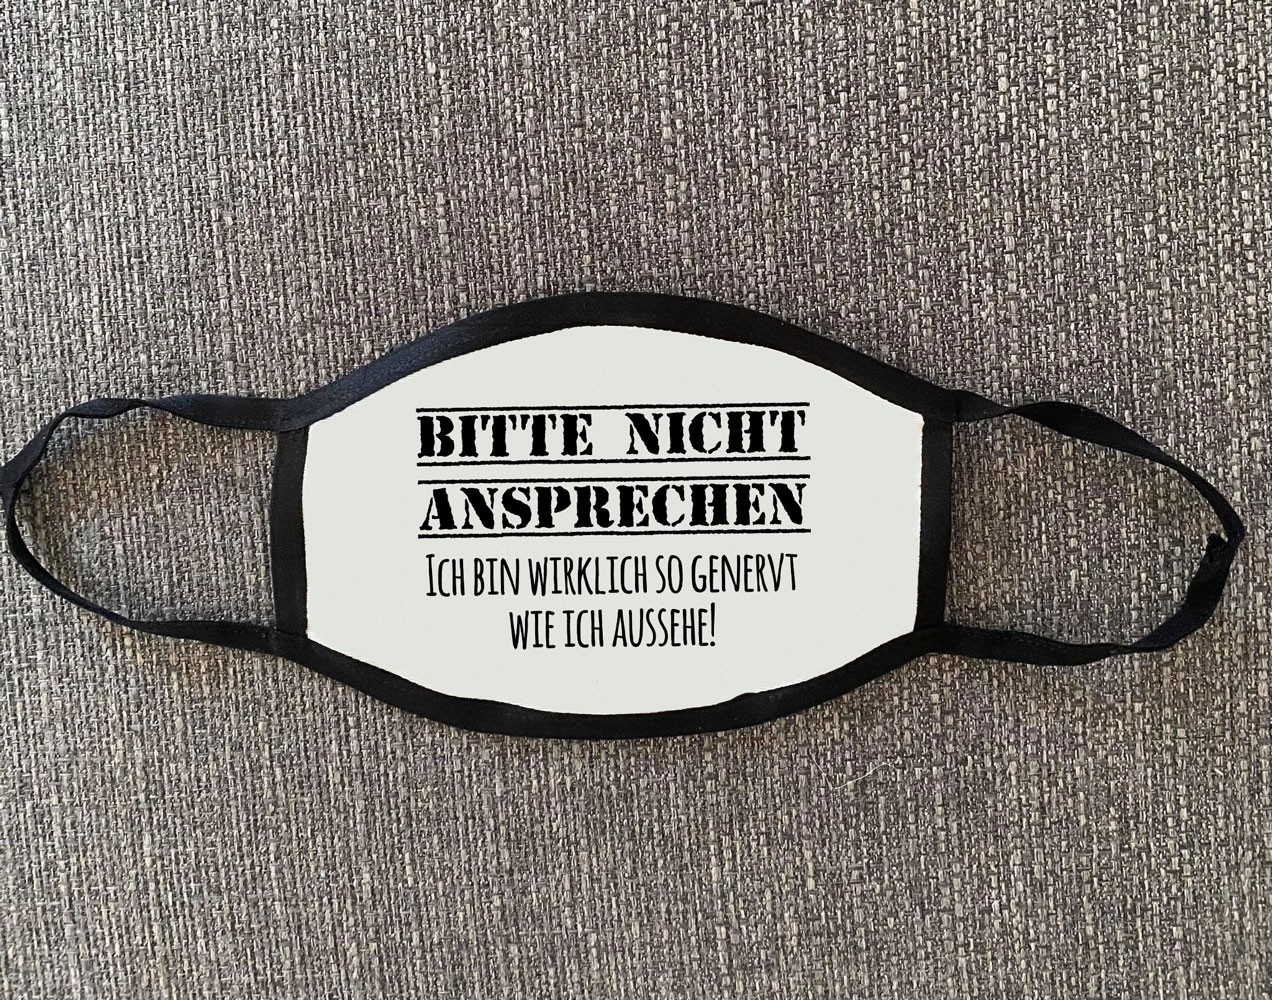 BITTE NICHT
ANSPRECHEN
ICH BIN WIRKLICH SO GENERVT
WIE ICH AUSSEHE!